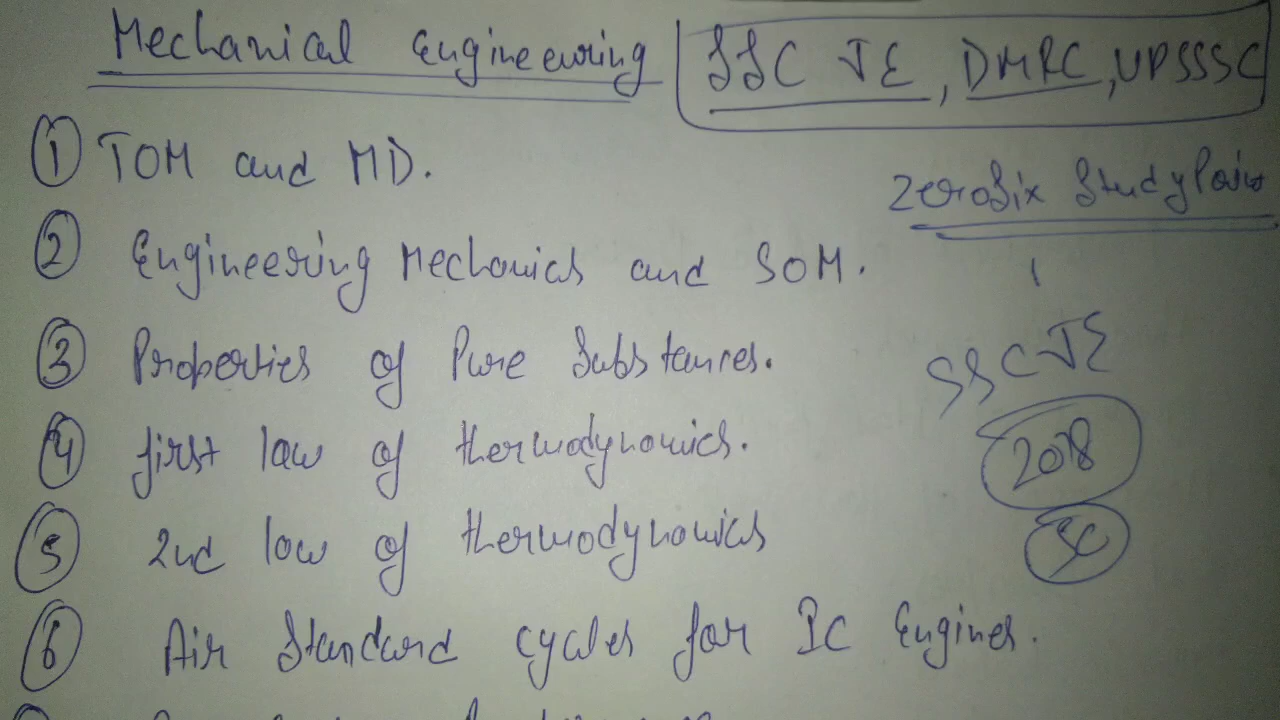 Mechanical Engineering SSC JE, DMRC, UPSSSC
① TOM and MD.
ZeroSix StudyPoint
② Engineering Mechanics and SOM.
③ Properties of Pure Substances.
SSC JE
④ first law of thermodynamics.
2018
⑤ 2nd law of thermodynamics
⑥ Air Standard cycles for IC Engines.